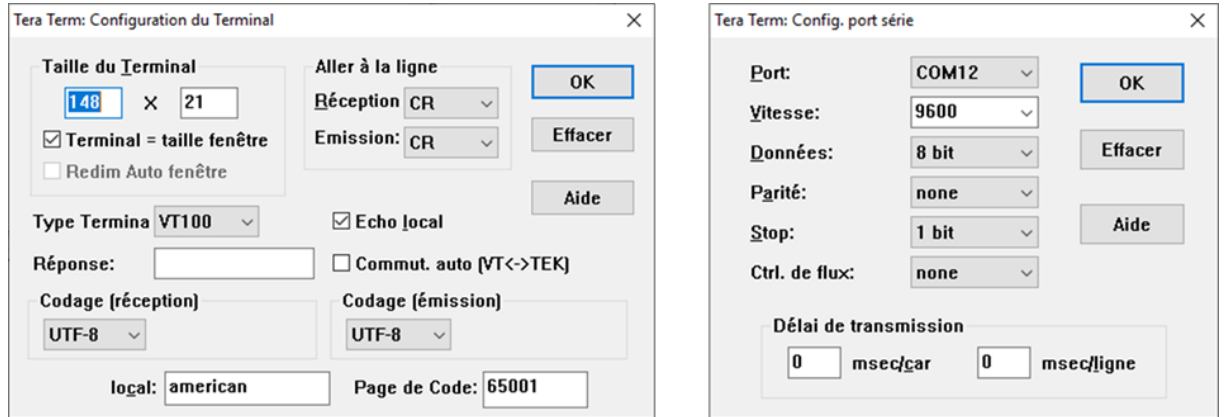 Tera Term: Configuration du Terminal
Taille du Terminal
148 X 21
Terminal = taille fenêtre
Redim Auto fenêtre
Aller à la ligne
Réception CR
Emission: CR
OK
Effacer
Aide
Type Termina VT100
Echo local
Réponse:
Commut. auto (VT<->TEK)
Codage (réception)
UTF-8
Codage (émission)
UTF-8
local: american
Page de Code: 65001
Tera Term: Config. port série
Port: COM12
Vitesse: 9600
Données: 8 bit
Parité: none
Stop: 1 bit
Ctrl. de flux: none
OK
Effacer
Aide
Délai de transmission
0 msec/car 0 msec/ligne